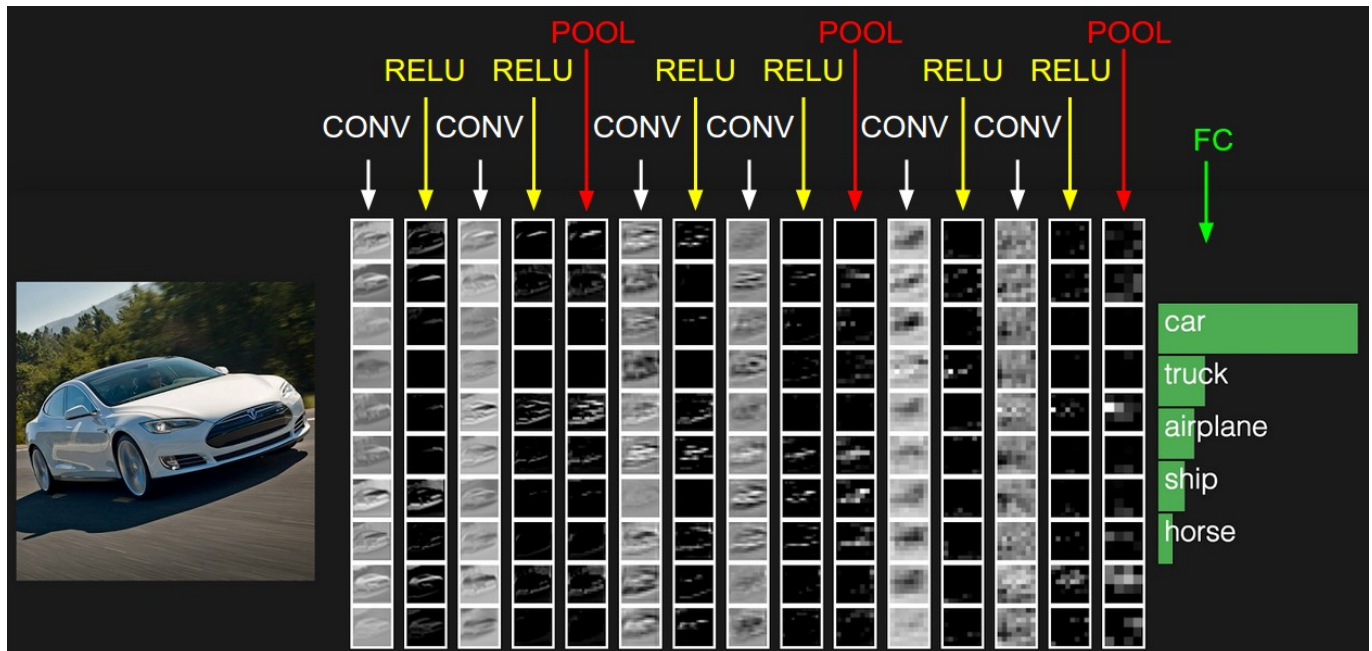 POOL POOL POOL
RELU RELU RELU RELU RELU RELU
CONV CONV CONV CONV CONV CONV
FC
car
truck
airplane
ship
horse